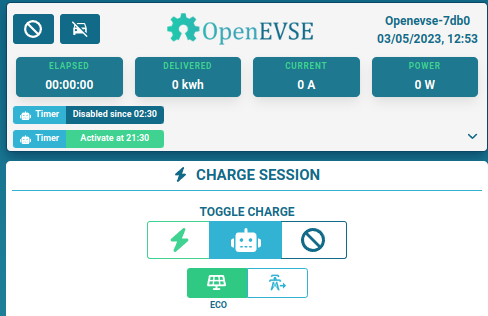 OpenEVSE
Openevse-7db0
03/05/2023, 12:53
ELAPSED
00:00:00
DELIVERED
0 kwh
CURRENT
0 A
POWER
0 W
Timer Disabled since 02:30
Timer Activate at 21:30
CHARGE SESSION
TOGGLE CHARGE
ECO